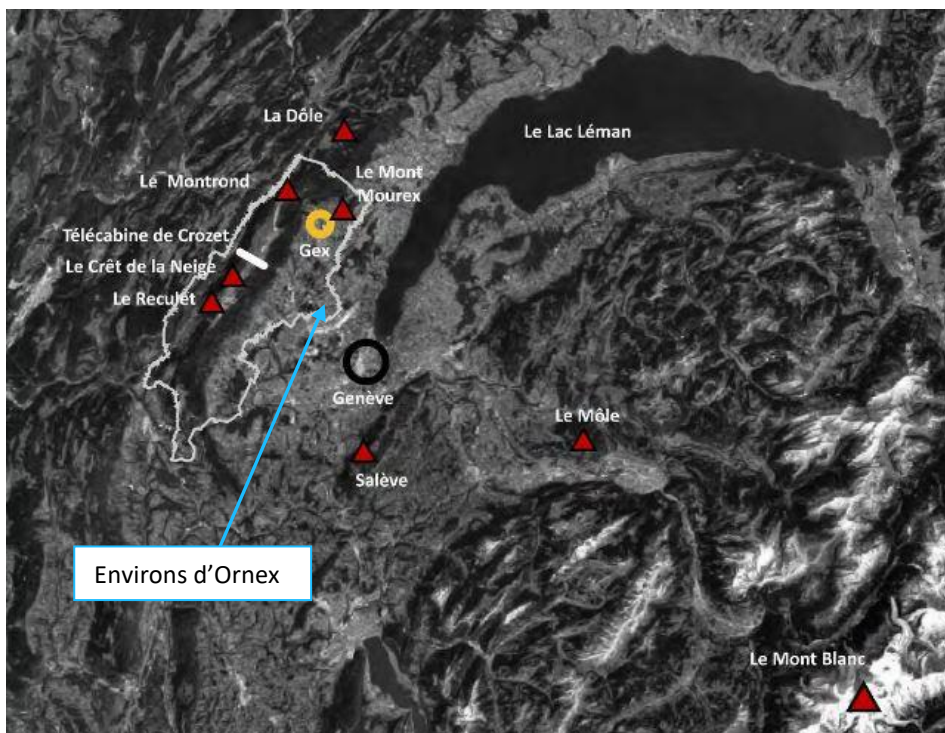 La Dôle
Le Lac Léman
Le Mont
Mourex
Le Montrond
Télécabine de Crozet
Gex
Le Crêt de la Neige
Le Reculet
Genève
Le Môle
Salève
Environs d'Ornex
Le Mont Blanc